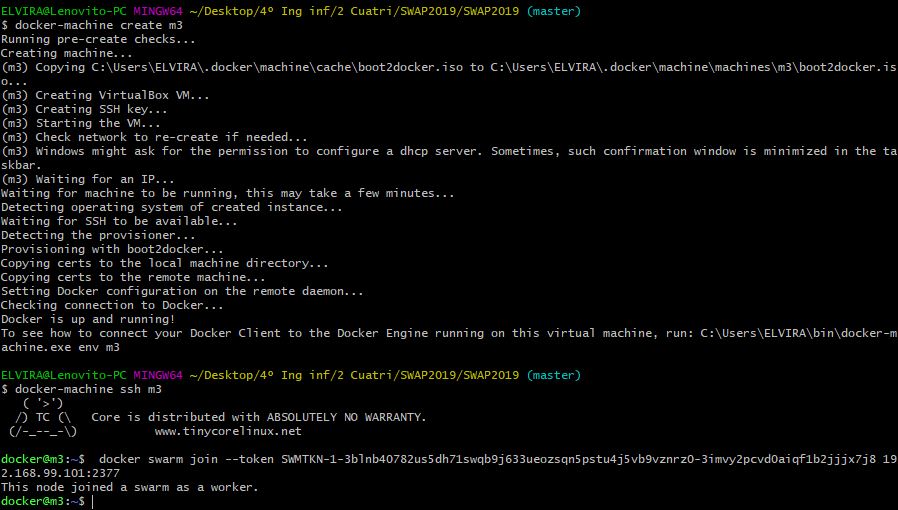 ELVIRA@Lenovito-PC MINGW64 ~/Desktop/4º Ing inf/2 Cuatri/SWAP2019/SWAP2019 (master)
$ docker-machine create m3
Running pre-create checks...
Creating machine...
(m3) Copying C:\Users\ELVIRA\.docker\machine\cache\boot2docker.iso to C:\Users\ELVIRA\.docker\machine\machines\m3\boot2docker.is
o...
(m3) Creating VirtualBox VM...
(m3) Creating SSH key...
(m3) Starting the VM...
(m3) Check network to re-create if needed...
(m3) Windows might ask for the permission to configure a dhcp server. Sometimes, such confirmation window is minimized in the ta
skbar.
(m3) Waiting for an IP...
Waiting for machine to be running, this may take a few minutes...
Detecting operating system of created instance...
Waiting for SSH to be available...
Detecting the provisioner...
Provisioning with boot2docker...
Copying certs to the local machine directory...
Copying certs to the remote machine...
Setting Docker configuration on the remote daemon...
Checking connection to Docker...
Docker is up and running!
To see how to connect your Docker Client to the Docker Engine running on this virtual machine, run: C:\Users\ELVIRA\bin\docker-m
achine.exe env m3
ELVIRA@Lenovito-PC MINGW64 ~/Desktop/4º Ing inf/2 Cuatri/SWAP2019/SWAP2019 (master)
$ docker-machine ssh m3
   ( '>')
  /) TC (\   Core is distributed with ABSOLUTELY NO WARRANTY.
 (/-_--_-\)           www.tinycorelinux.net
docker@m3:~$  docker swarm join --token SWMTKN-1-3blnb40782us5dh71swqb9j633ueozsqn5pstu4j5vb9vznrz0-3imvy2pcvd0aiqf1b2jjjx7j8 19
2.168.99.101:2377
This node joined a swarm as a worker.
docker@m3:~$